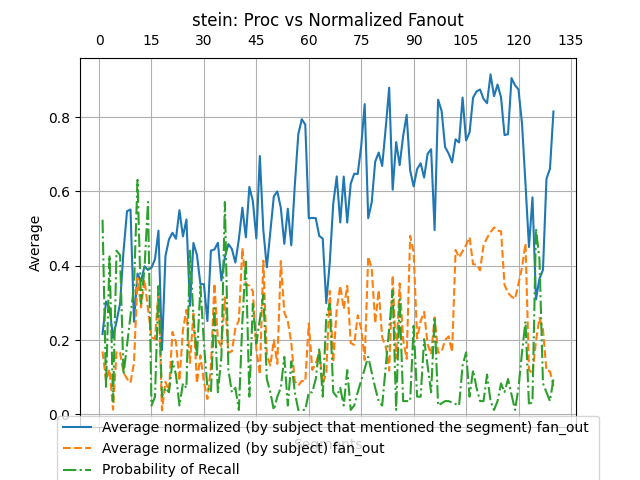 stein: Proc vs Normalized Fanout
0 15 30 45 60 75 90 105 120 135
Average
0.8
0.6
0.4
0.2
0.0
Segments
Average normalized (by subject that mentioned the segment) fan_out
Average normalized (by subject) fan_out
Probability of Recall